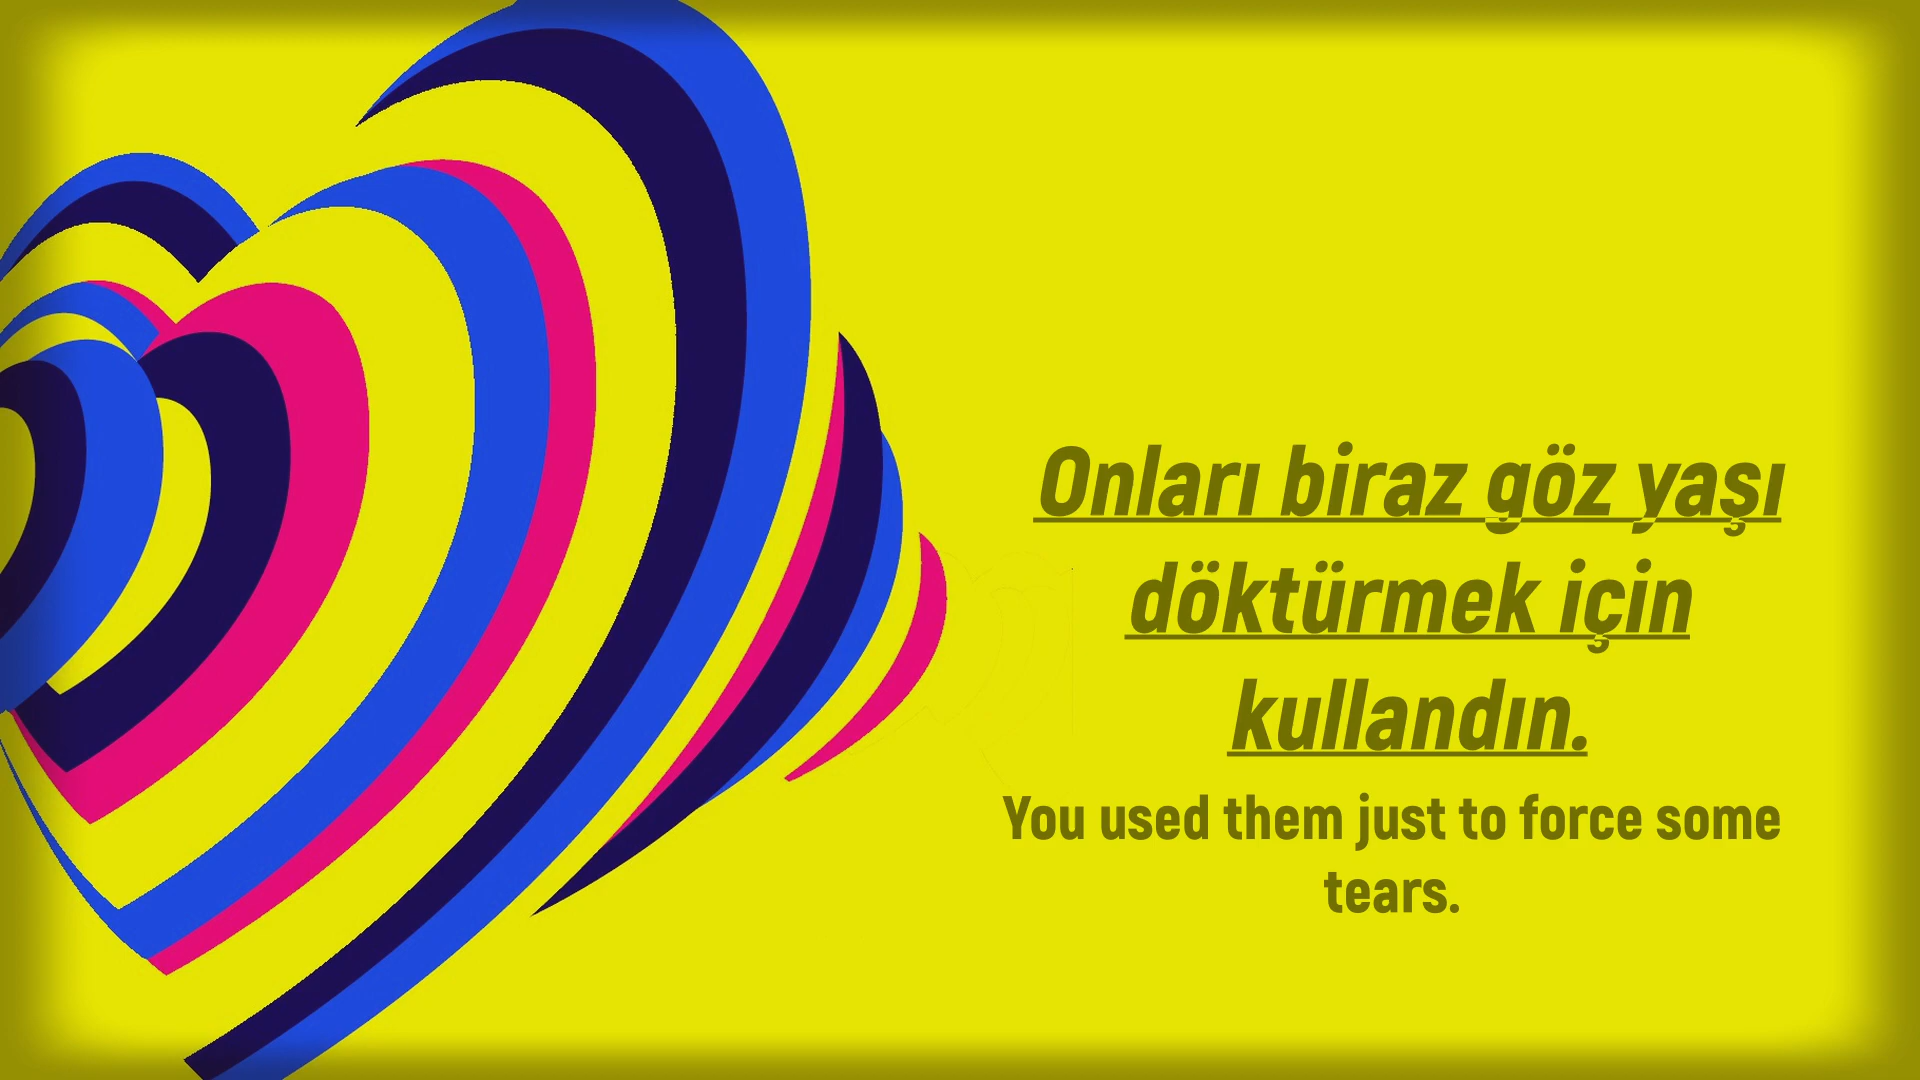 Onları biraz göz yaşı
döktürmek için
kullandın.
You used them just to force some
tears.